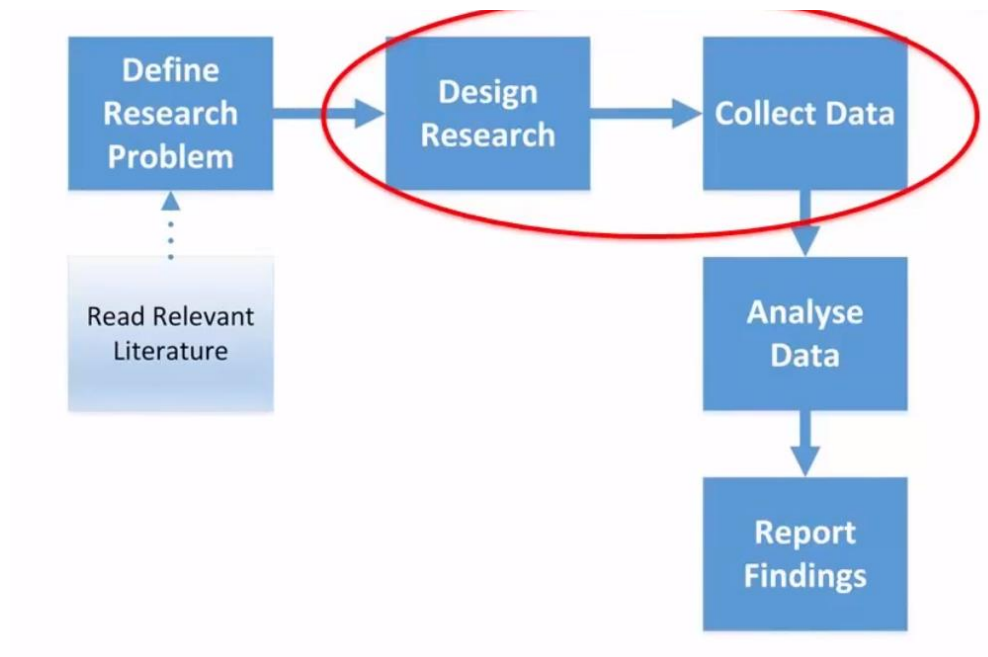 Define
Research
Problem
Design
Research
Collect Data
Read Relevant
Literature
Analyse
Data
Report
Findings